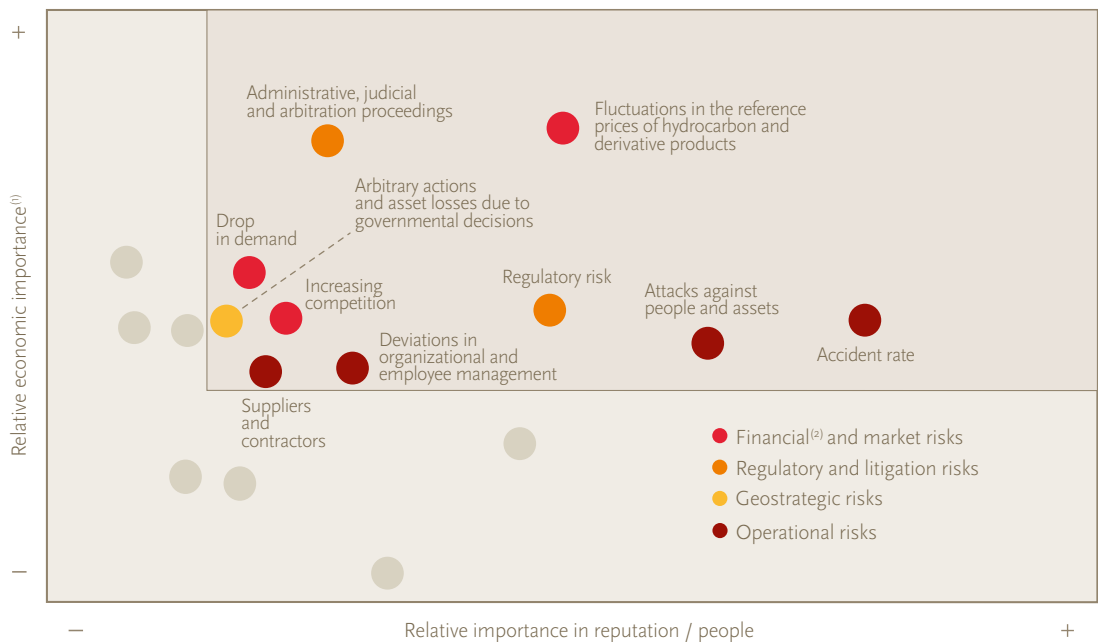 +
Administrative, judicial
and arbitration proceedings
Fluctuations in the reference
prices of hydrocarbon and
derivative products
Arbitrary actions
and asset losses due to
governmental decisions
Drop
in demand
Increasing
competition
Regulatory risk
Attacks against
people and assets
Accident rate
Deviations in
organizational and
employee management
Suppliers
and
contractors
Relative economic importance(1)
Financial(2) and market risks
Regulatory and litigation risks
Geostrategic risks
Operational risks
–
–
Relative importance in reputation / people
+